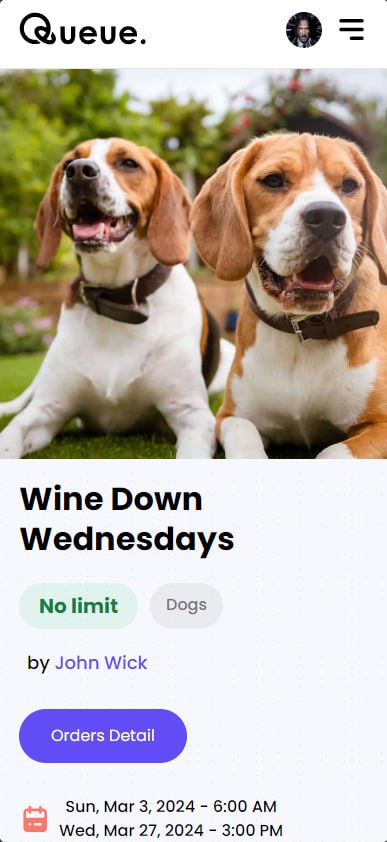 Queue.
Wine Down
Wednesdays
No limit Dogs
by John Wick
Orders Detail
Sun, Mar 3, 2024 - 6:00 AM
Wed, Mar 27, 2024 - 3:00 PM